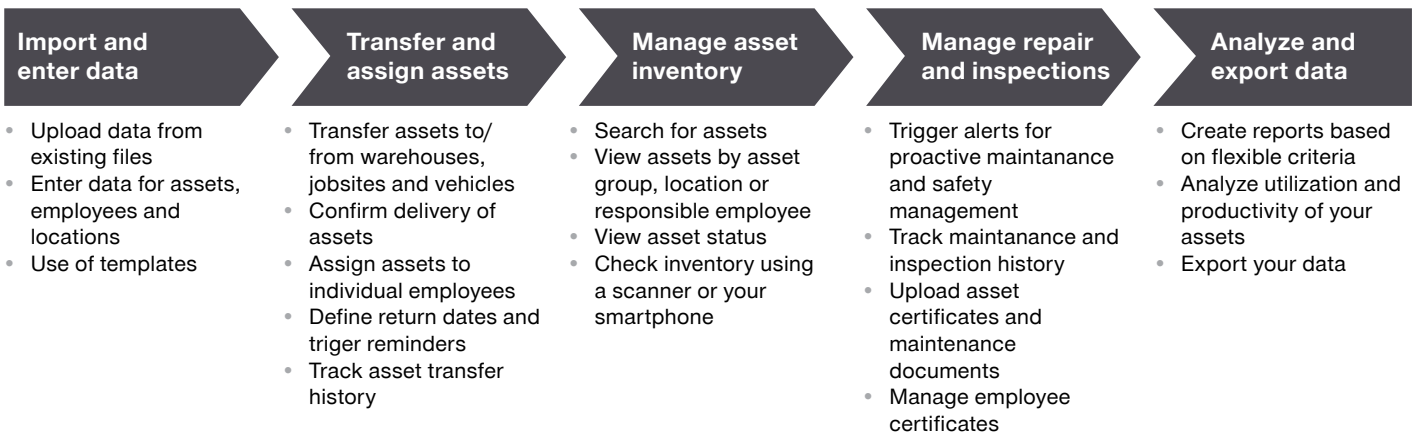 Import and
enter data
• Upload data from
existing files
• Enter data for assets,
employees and
locations
• Use of templates
Transfer and
assign assets
• Transfer assets to/
from warehouses,
jobsites and vehicles
• Confirm delivery of
assets
• Assign assets to
individual employees
• Define return dates and
triger reminders
• Track asset transfer
history
Manage asset
inventory
• Search for assets
• View assets by asset
group, location or
responsible employee
• View asset status
• Check inventory using
a scanner or your
smartphone
Manage repair
and inspections
• Trigger alerts for
proactive maintanance
and safety
management
• Track maintanance and
inspection history
• Upload asset
certificates and
maintenance
documents
• Manage employee
certificates
Analyze and
export data
• Create reports based
on flexible criteria
• Analyze utilization and
productivity of your
assets
• Export your data